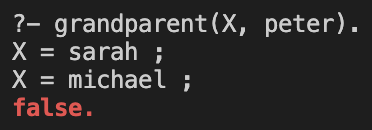 ?- grandparent(X, peter).
X = sarah ;
X = michael ;
false.